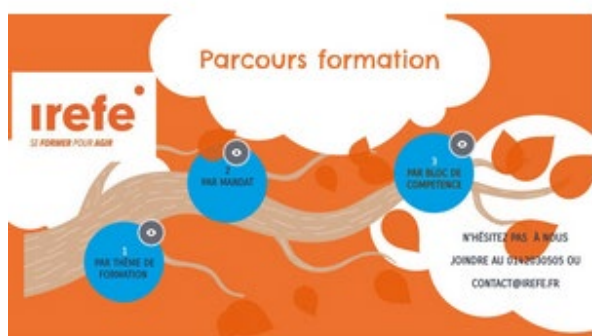 Parcours formation
irefe
SE FORMER POUR AGIR
1
PAR THÈME DE
FORMATION
2
PAR MANDAT
3
PAR BLOC DE
COMPETENCE
N'HÉSITEZ PAS À NOUS
JOINDRE AU 0142030505 OU
CONTACT@IREFE.FR